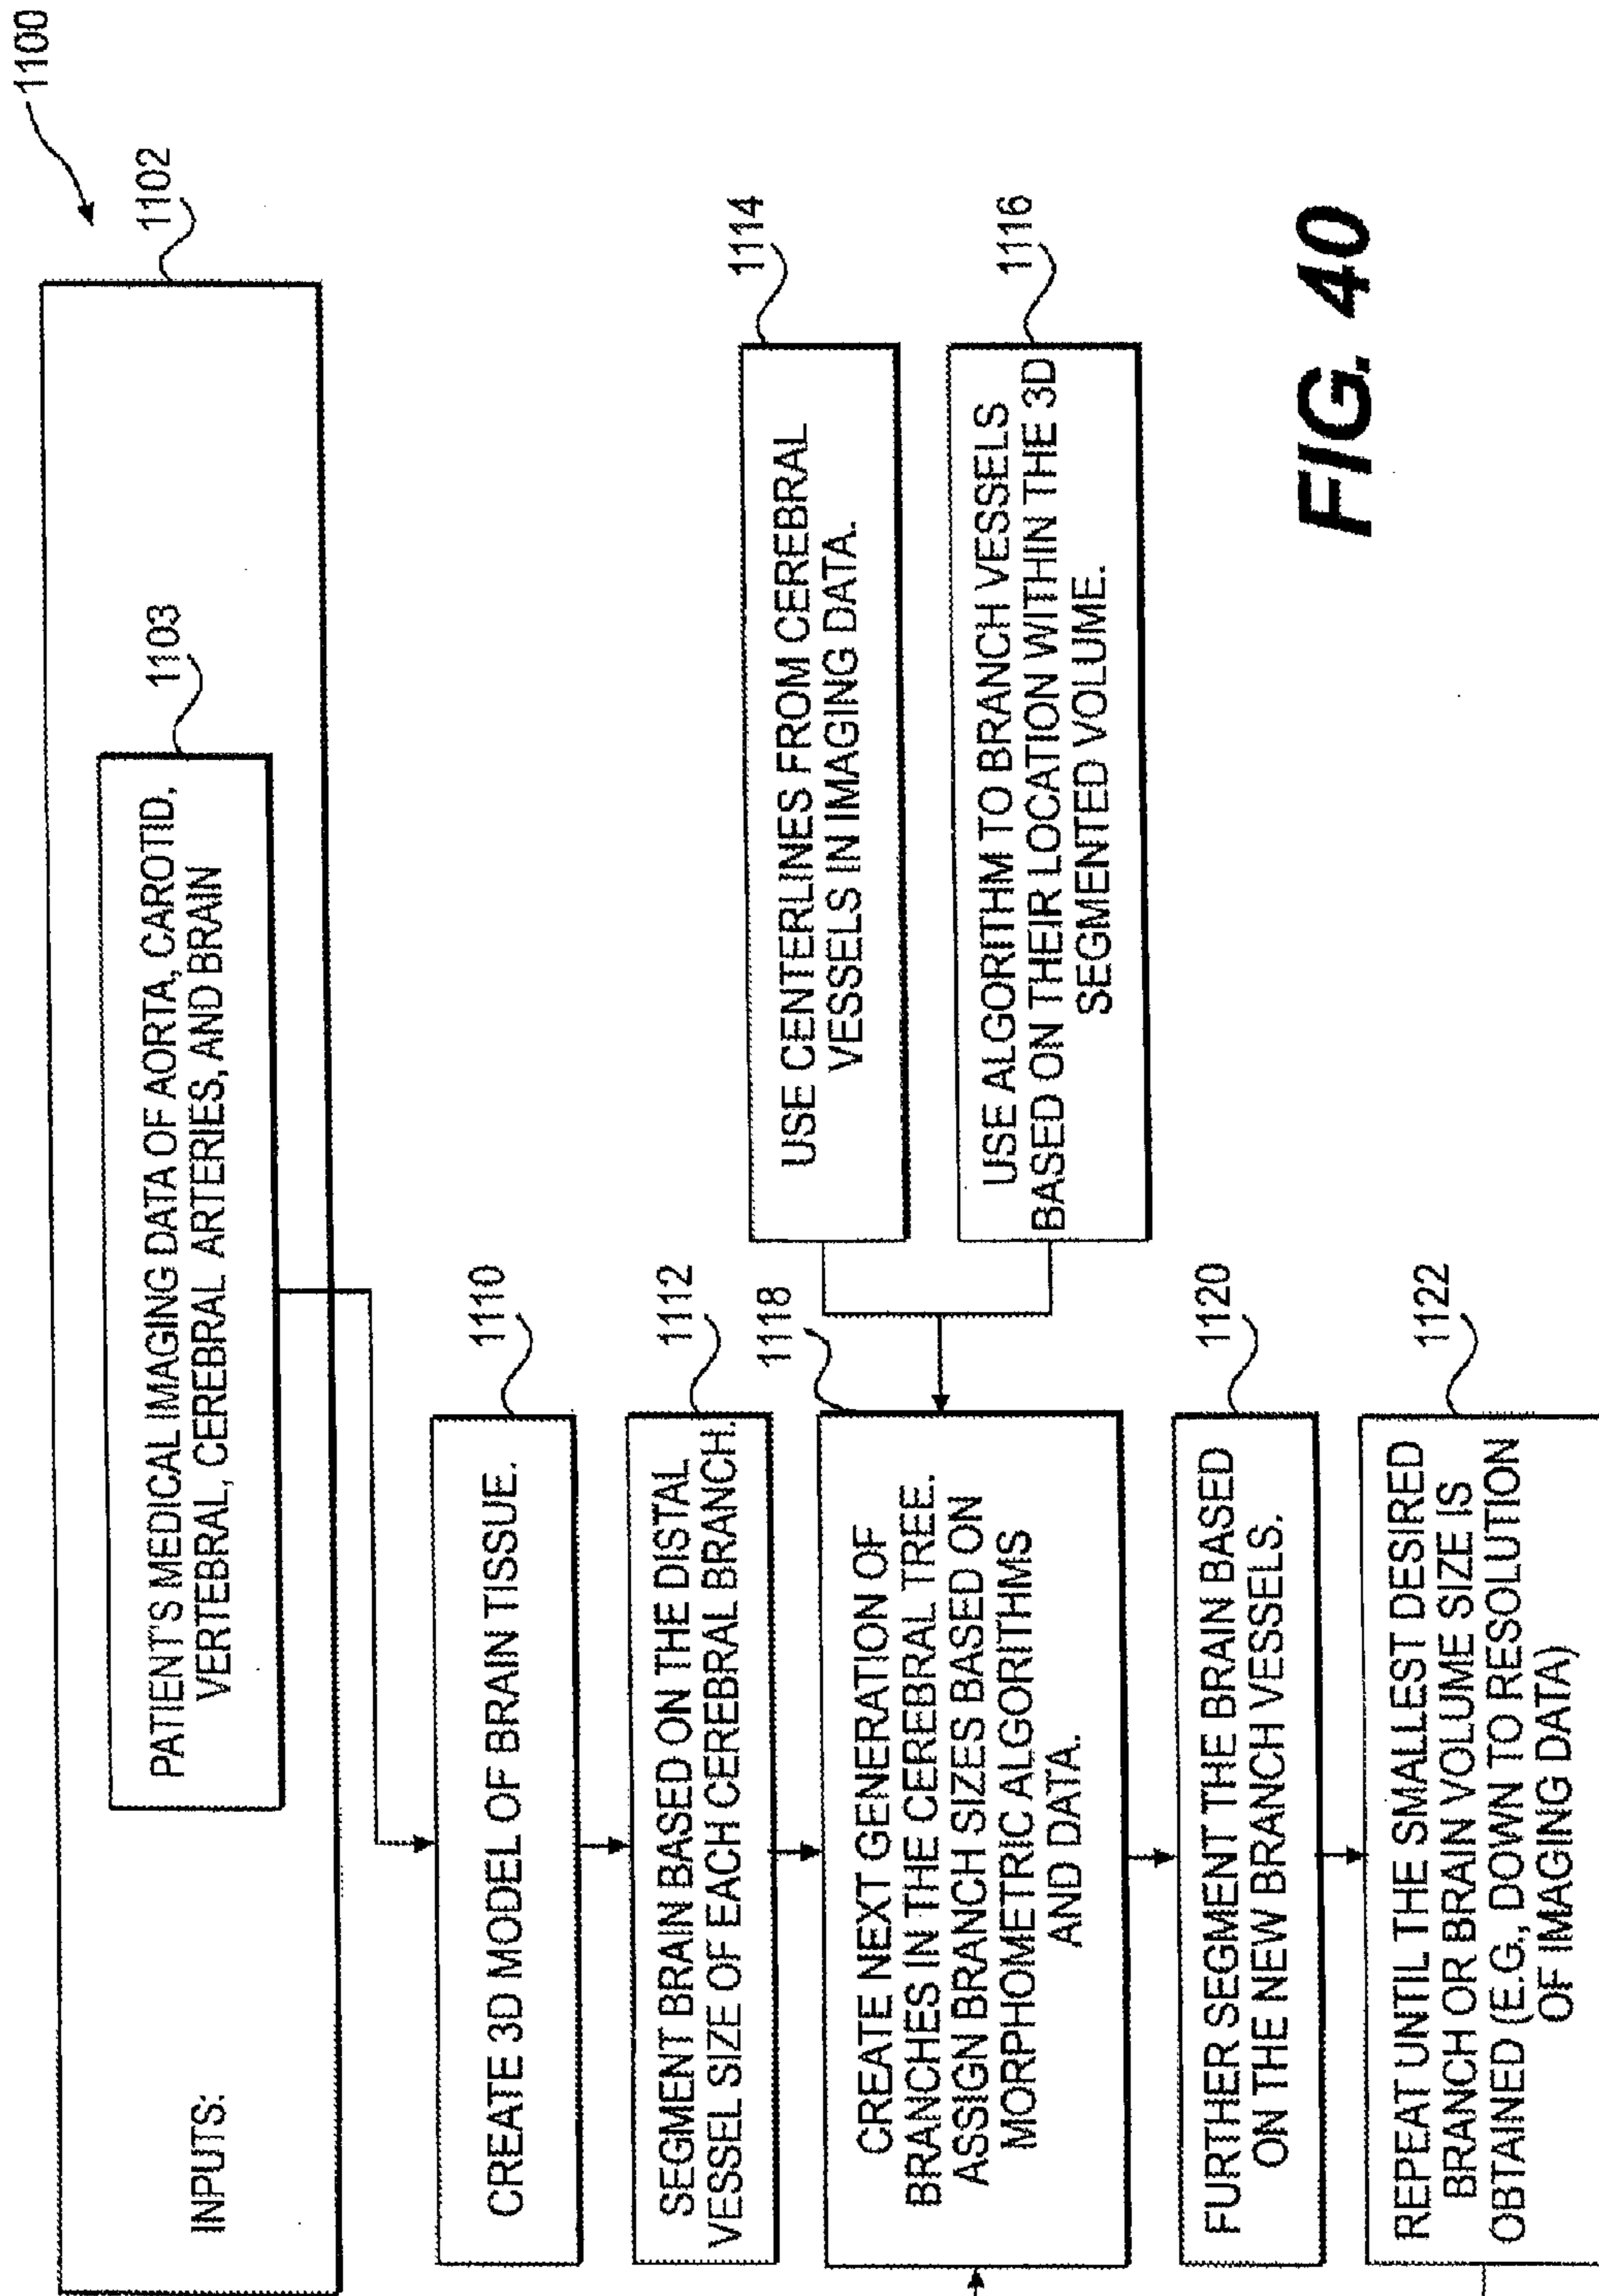 1100
1102
INPUTS:
1103
PATIENT'S MEDICAL IMAGING DATA OF AORTA, CAROTID,
VERTEBRAL, CEREBRAL ARTERIES, AND BRAIN
1110
CREATE 3D MODEL OF BRAIN TISSUE.
1112
SEGMENT BRAIN BASED ON THE DISTAL
VESSEL SIZE OF EACH CEREBRAL BRANCH.
1114
USE CENTERLINES FROM CEREBRAL
VESSELS IN IMAGING DATA.
1116
USE ALGORITHM TO BRANCH VESSELS
BASED ON THEIR LOCATION WITHIN THE 3D
SEGMENTED VOLUME.
1118
CREATE NEXT GENERATION OF
BRANCHES IN THE CEREBRAL TREE.
ASSIGN BRANCH SIZES BASED ON
MORPHOMETRIC ALGORITHMS
AND DATA.
1120
FURTHER SEGMENT THE BRAIN BASED
ON THE NEW BRANCH VESSELS.
1122
REPEAT UNTIL THE SMALLEST DESIRED
BRANCH OR BRAIN VOLUME SIZE IS
OBTAINED (E.G., DOWN TO RESOLUTION
OF IMAGING DATA)
FIG. 40